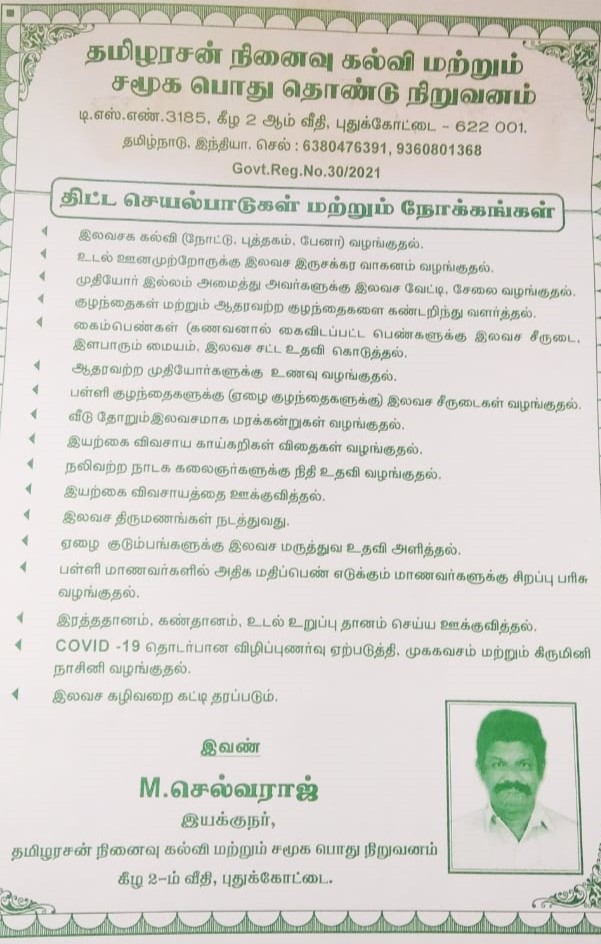 தமிழரசன் நினைவு கல்வி மற்றும்
சமூக பொது தொண்டு நிறுவனம்
டி.எஸ்.எண்.3185, கீழ 2 ஆம் வீதி, புதுக்கோட்டை - 622 001.
தமிழ்நாடு, இந்தியா. செல் : 6380476391, 9360801368
Govt.Reg.No.30/2021
திட்ட செயல்பாடுகள் மற்றும் நோக்கங்கள்
இலவசக கல்வி (நோட்டு, புத்தகம், பேனா) வழங்குதல்.
உடல் ஊனமுற்றோருக்கு இலவச இருசக்கர வாகனம் வழங்குதல்.
முதியோர் இல்லம் அமைத்து அவர்களுக்கு இலவச வேட்டி, சேலை வழங்குதல்.
குழந்தைகள் மற்றும் ஆதரவற்ற குழந்தைகளை கண்டறிந்து வளர்த்தல்.
கைம்பெண்கள் (கணவனால் கைவிடப்பட்ட பெண்களுக்கு இலவச சீருடை,
இளபாரும் மையம், இலவச சட்ட உதவி கொடுத்தல்.
ஆதரவற்ற முதியோர்களுக்கு உணவு வழங்குதல்.
பள்ளி குழந்தைகளுக்கு (ஏழை குழந்தைகளுக்கு) இலவச சீருடைகள் வழங்குதல்.
வீடு தோறும்இலவசமாக மரக்கன்றுகள் வழங்குதல்.
இயற்கை விவசாய காய்கறிகள் விதைகள் வழங்குதல்.
நலிவற்ற நாடக கலைஞர்களுக்கு நிதி உதவி வழங்குதல்.
இயற்கை விவசாயத்தை ஊக்குவித்தல்.
இலவச திருமணங்கள் நடத்துவது.
ஏழை குடும்பங்களுக்கு இலவச மருத்துவ உதவி அளித்தல்.
பள்ளி மாணவர்களில் அதிக மதிப்பெண் எடுக்கும் மாணவர்களுக்கு சிறப்பு பரிசு
வழங்குதல்.
இரத்ததானம், கண்தானம், உடல் உறுப்பு தானம் செய்ய ஊக்குவித்தல்.
COVID -19 தொடர்பான விழிப்புணர்வு ஏற்படுத்தி, முககவசம் மற்றும் கிருமினி
நாசினி வழங்குதல்.
இலவச கழிவறை கட்டி தரப்படும்.
இவண்
M.செல்வராஜ்
இயக்குநர்,
தமிழரசன் நினைவு கல்வி மற்றும் சமூக பொது நிறுவனம்
கீழ 2-ம் வீதி, புதுக்கோட்டை.